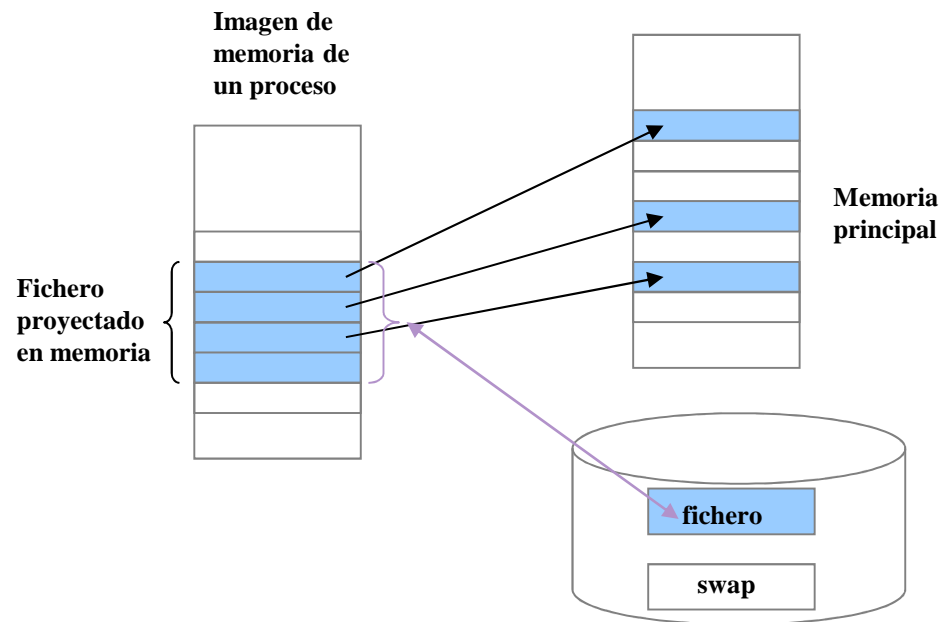 Imagen de
memoria de
un proceso
Memoria
principal
Fichero
proyectado
en memoria
fichero
swap